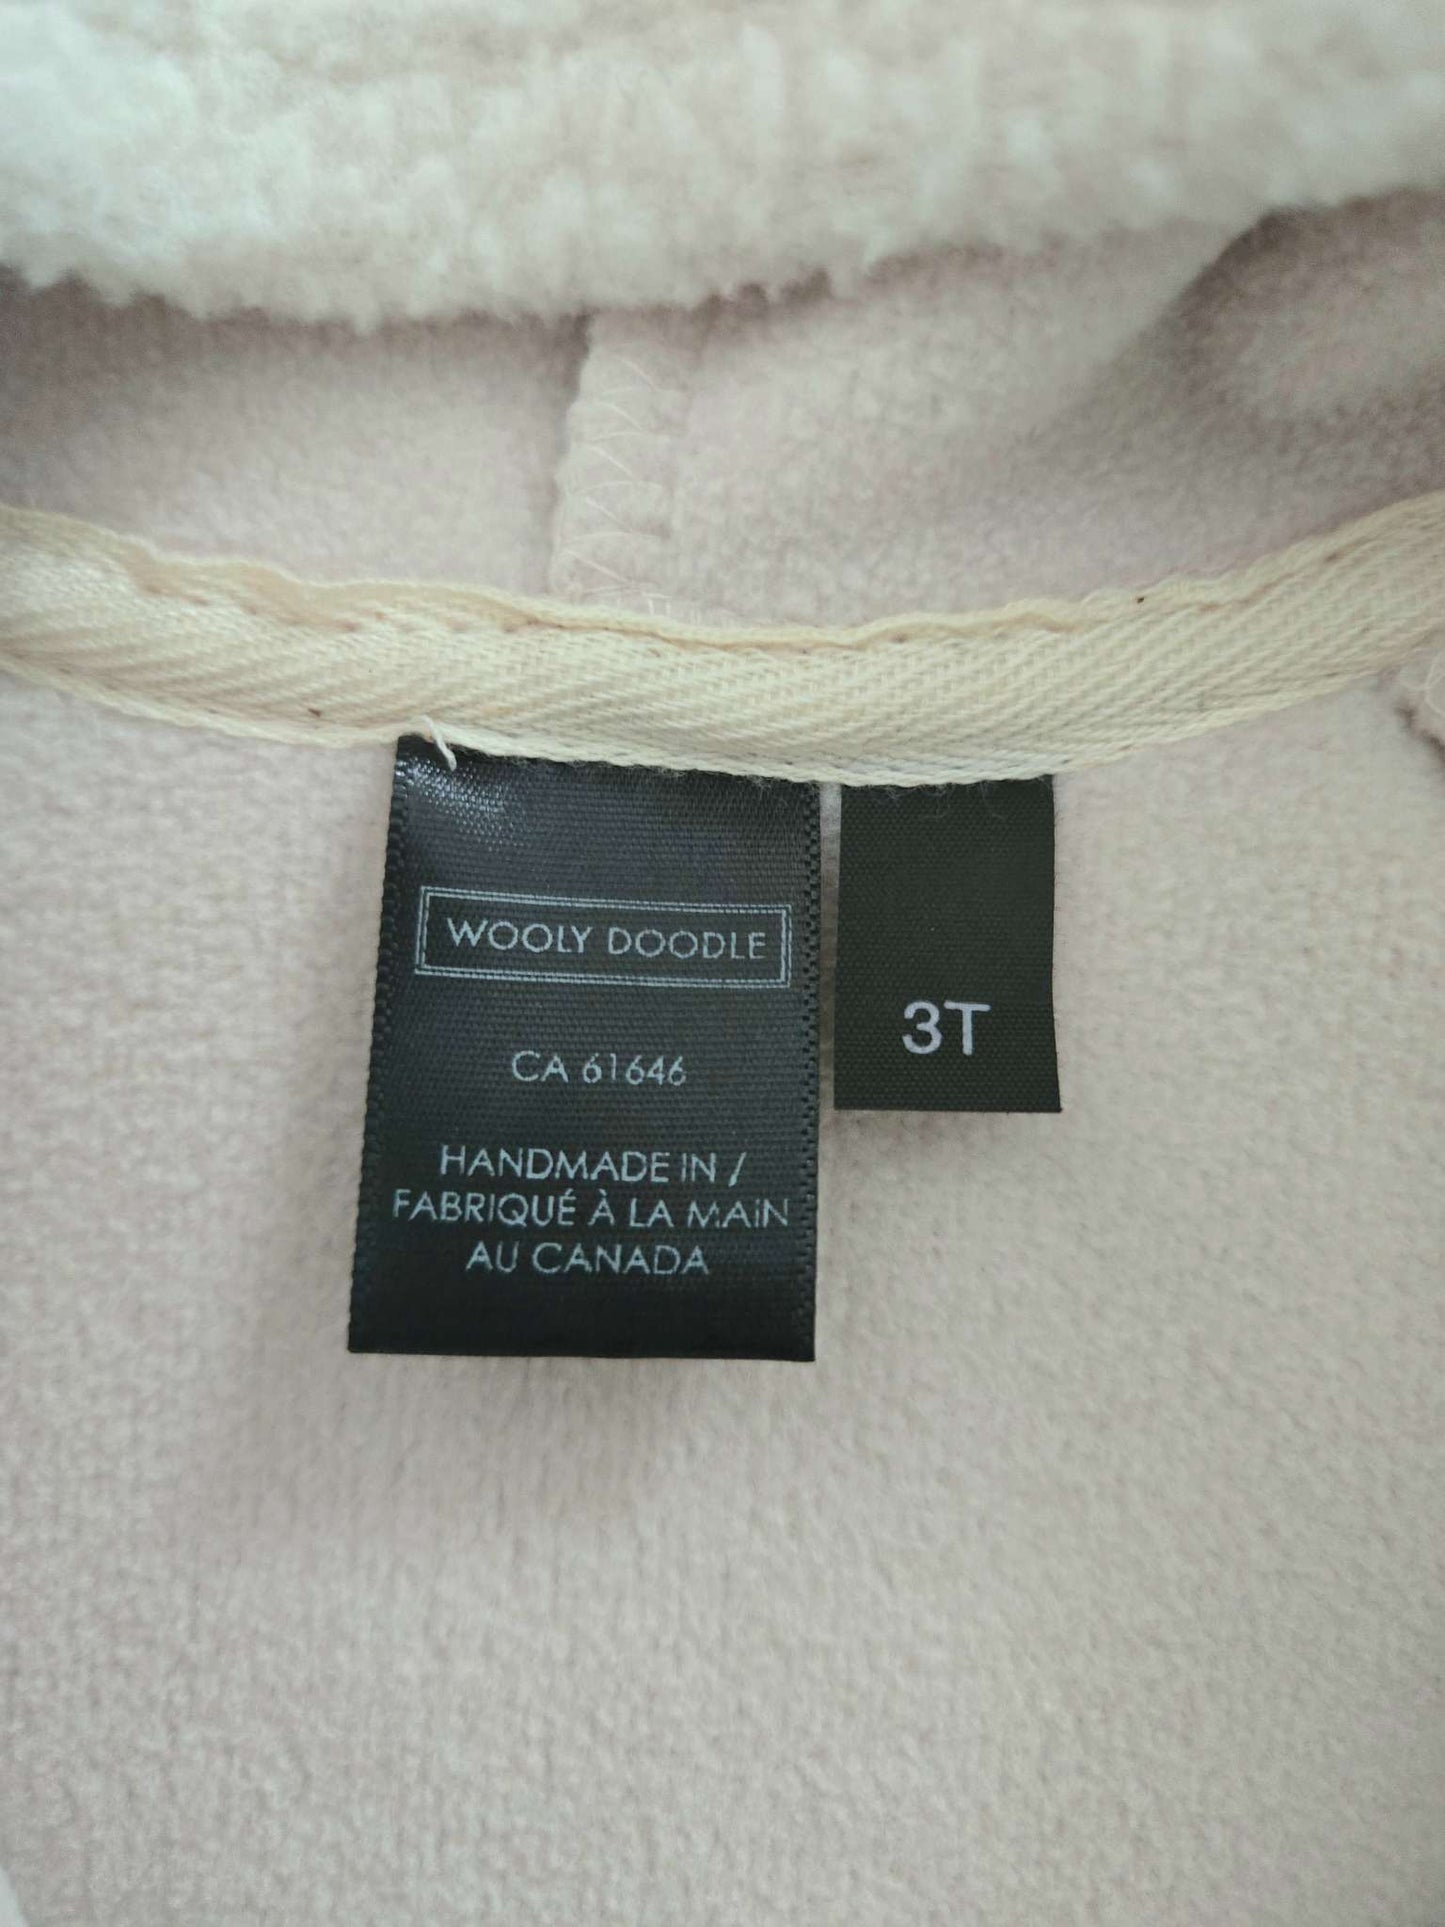 WOOLY DOODLE
CA 61646
HANDMADE IN /
FABRIQUÉ À LA MAIN
AU CANADA
3T